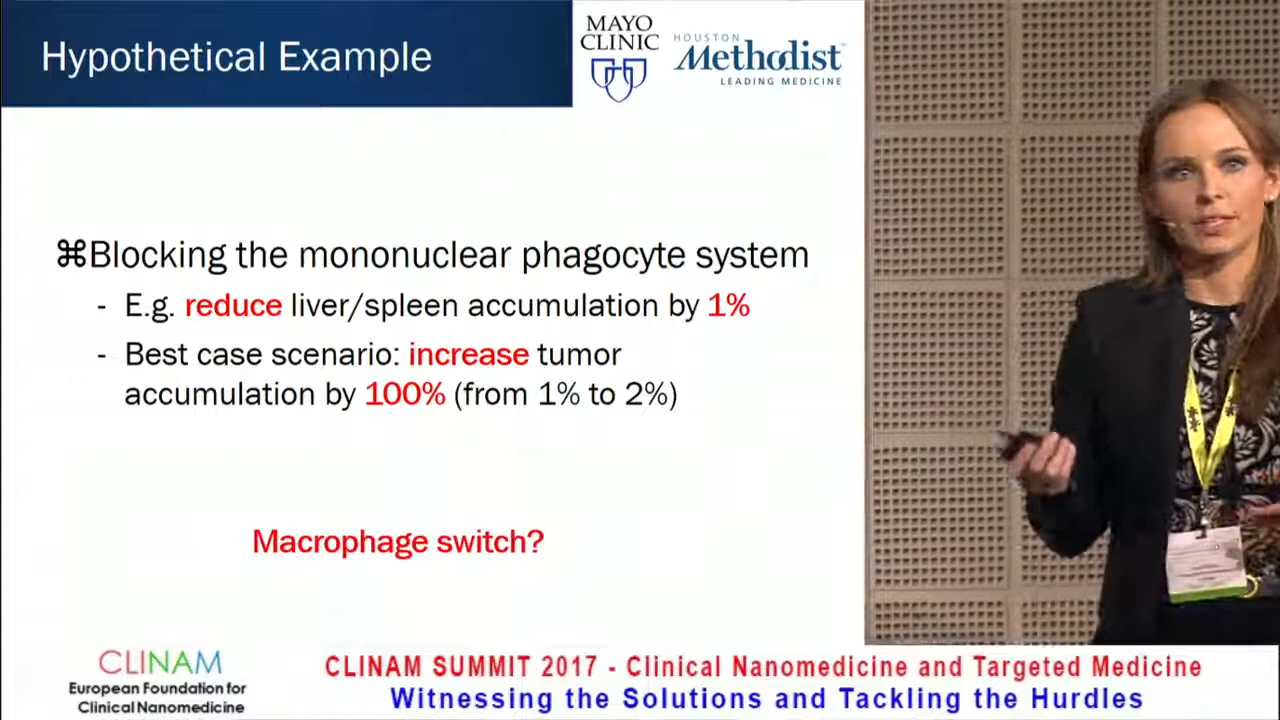 Hypothetical Example
MAYO
CLINIC
HOUSTON
Methodist
LEADING MEDICINE
⌘Blocking the mononuclear phagocyte system
- E.g. reduce liver/spleen accumulation by 1%
- Best case scenario: increase tumor
accumulation by 100% (from 1% to 2%)
Macrophage switch?
CLINAM
European Foundation for
Clinical Nanomedicine
CLINAM SUMMIT 2017 - Clinical Nanomedicine and Targeted Medicine
Witnessing the Solutions and Tackling the Hurdles